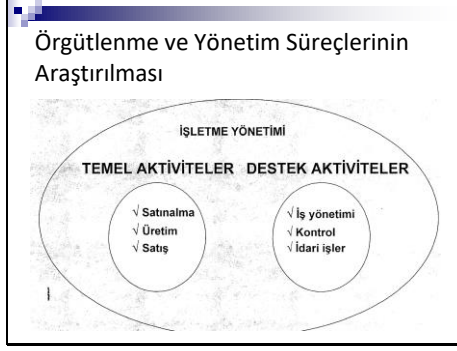 Örgütlenme ve Yönetim Süreçlerinin
Araştırılması
İŞLETME YÖNETİMİ
TEMEL AKTİVİTELER DESTEK AKTİVİTELER
√ Satınalma
√ Üretim
√ Satış
√ İş yönetimi
√ Kontrol
√ İdari işler